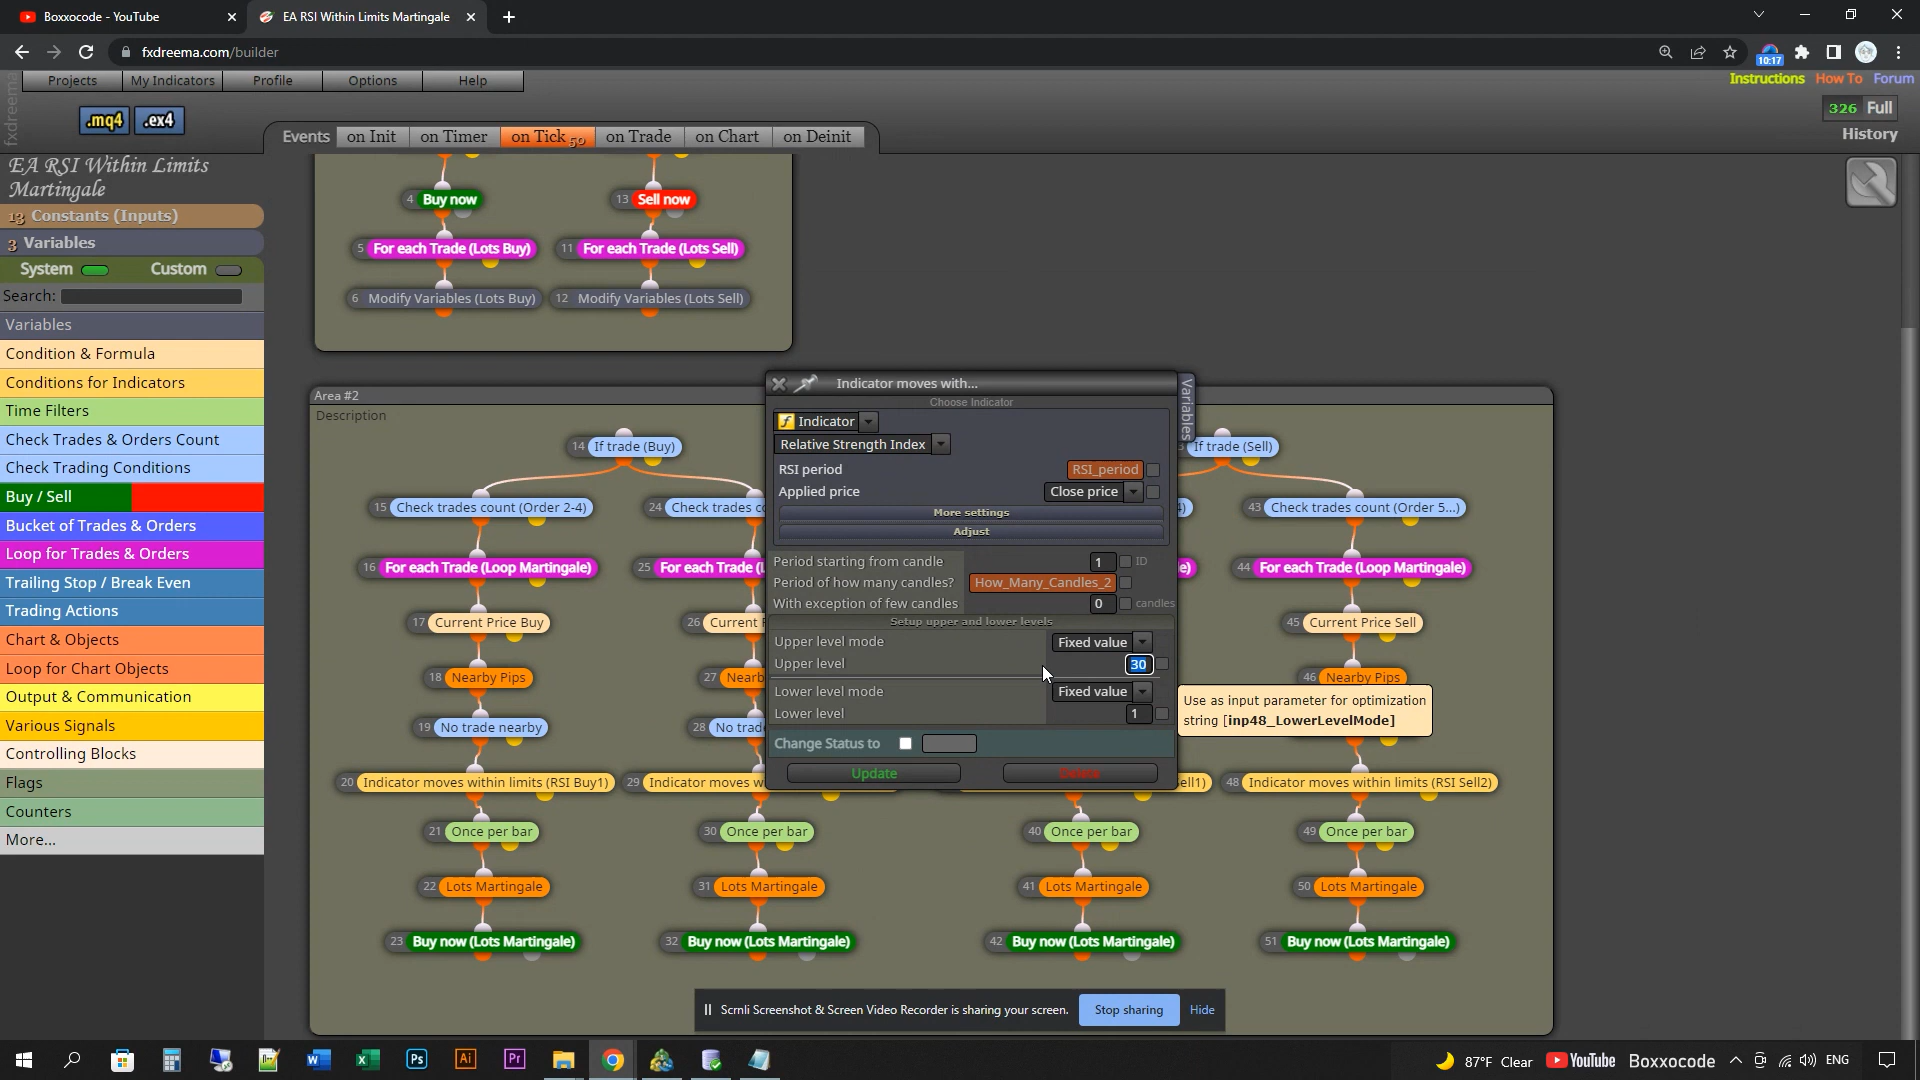 Boxxocode - YouTube
EA RSI Within Limits Martingale
fxdreema.com/builder
10:17
Projects
My Indicators
Profile
Options
Help
Instructions
How To
Forum
fxdreema
.mq4
.ex4
326 Full
History
Events
on Init
on Timer
on Tick 50
on Trade
on Chart
on Deinit
EA RSI Within Limits
Martingale
13 Constants (Inputs)
3 Variables
System
Custom
Search:
Variables
Condition & Formula
Conditions for Indicators
Time Filters
Check Trades & Orders Count
Check Trading Conditions
Buy / Sell
Bucket of Trades & Orders
Loop for Trades & Orders
Trailing Stop / Break Even
Trading Actions
Chart & Objects
Loop for Chart Objects
Output & Communication
Various Signals
Controlling Blocks
Flags
Counters
More...
4 Buy now
13 Sell now
5 For each Trade (Lots Buy)
11 For each Trade (Lots Sell)
6 Modify Variables (Lots Buy)
12 Modify Variables (Lots Sell)
Area #2
Description
14 If trade (Buy)
If trade (Sell)
15 Check trades count (Order 2-4)
24 Check trades co
4)
43 Check trades count (Order 5...)
16 For each Trade (Loop Martingale)
25 For each Trade (L
e)
44 For each Trade (Loop Martingale)
17 Current Price Buy
26 Current P
45 Current Price Sell
18 Nearby Pips
27 Nearb
46 Nearby Pips
19 No trade nearby
28 No trad
20 Indicator moves within limits (RSI Buy1)
29 Indicator moves w
ell1)
48 Indicator moves within limits (RSI Sell2)
21 Once per bar
30 Once per bar
40 Once per bar
49 Once per bar
22 Lots Martingale
31 Lots Martingale
41 Lots Martingale
50 Lots Martingale
23 Buy now (Lots Martingale)
32 Buy now (Lots Martingale)
42 Buy now (Lots Martingale)
51 Buy now (Lots Martingale)
Indicator moves with...
Variables
Choose Indicator
Indicator
Relative Strength Index
RSI period
RSI_period
Applied price
Close price
More settings
Adjust
Period starting from candle
1
ID
Period of how many candles?
How_Many_Candles_2
With exception of few candles
0
candles
Setup upper and lower levels
Upper level mode
Fixed value
Upper level
30
Lower level mode
Fixed value
Lower level
1
Change Status to
Update
Delete
Use as input parameter for optimization
string [inp48_LowerLevelMode]
Scrnli Screenshot & Screen Video Recorder is sharing your screen.
Stop sharing
Hide
87°F Clear
YouTube
Boxxocode
ENG